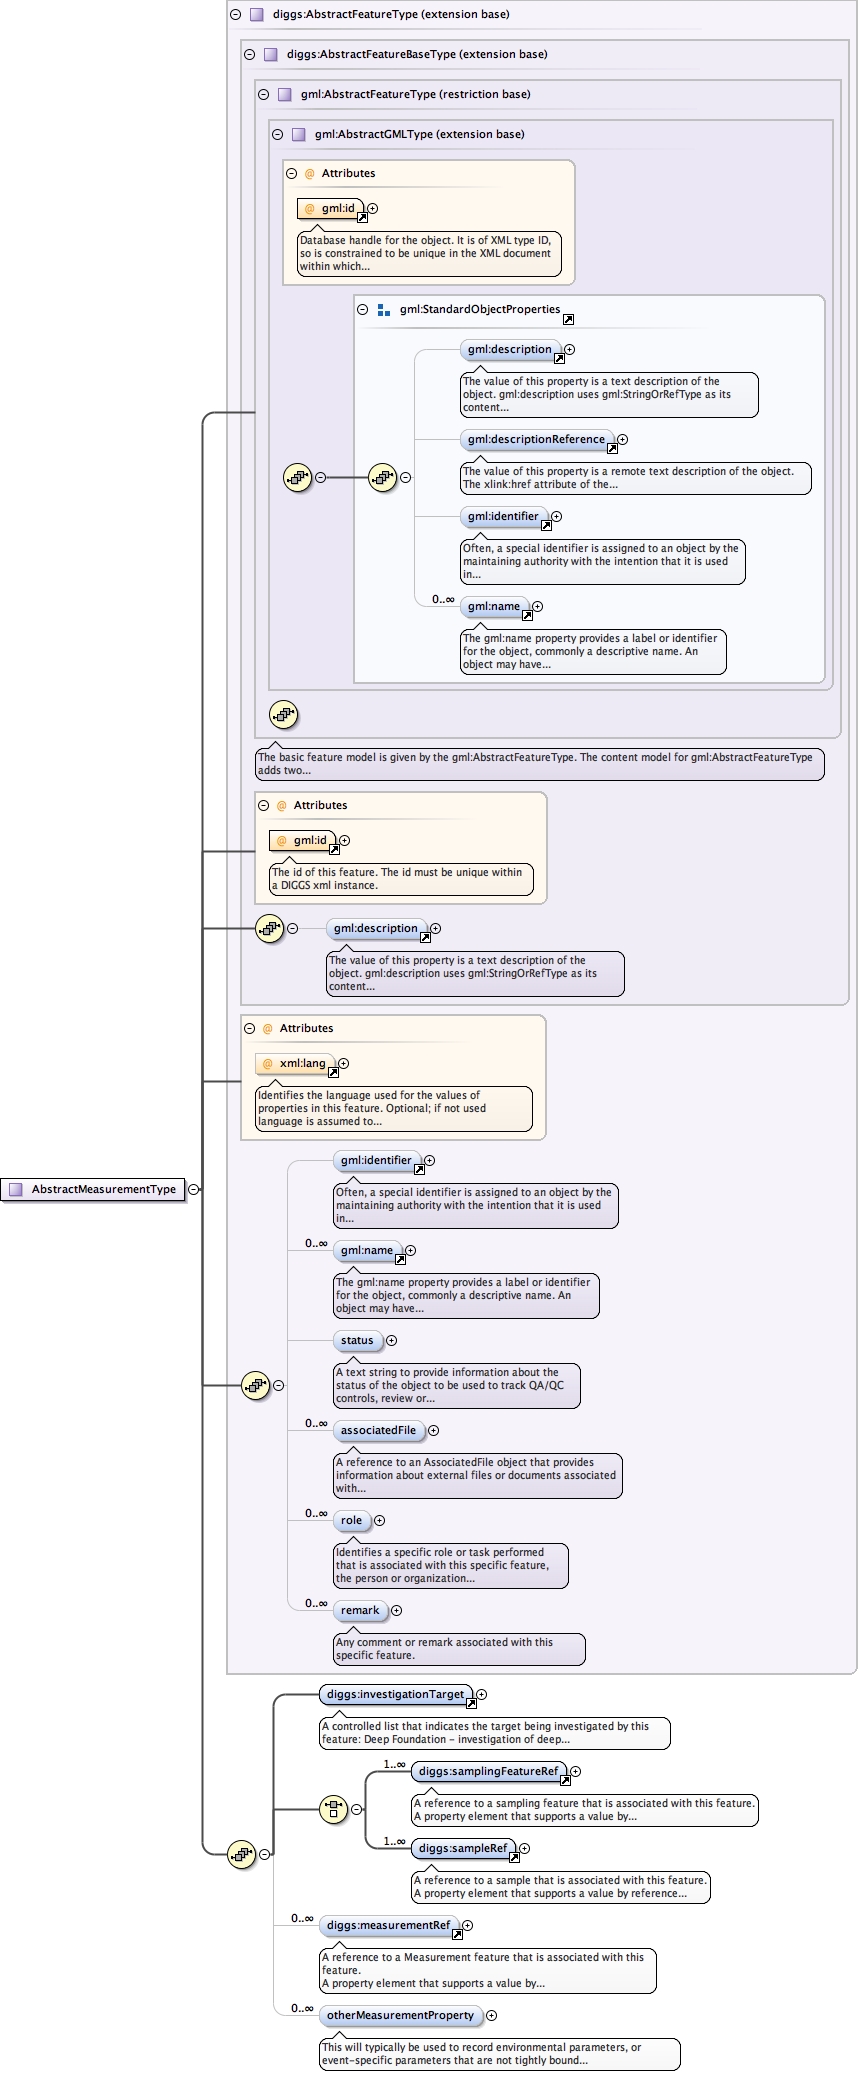 diggs:AbstractFeatureType (extension base)
diggs:AbstractFeatureBaseType (extension base)
gml:AbstractFeatureType (restriction base)
gml:AbstractGMLType (extension base)
@ Attributes
@ gml:id
Database handle for the object. It is of XML type ID,
so is constrained to be unique in the XML document
within which...
gml:StandardObjectProperties
gml:description
The value of this property is a text description of the
object. gml:description uses gml:StringOrRefType as its
content...
gml:descriptionReference
The value of this property is a remote text description of the object.
The xlink:href attribute of the...
gml:identifier
Often, a special identifier is assigned to an object by the
maintaining authority with the intention that it is used
in...
0..∞
gml:name
The gml:name property provides a label or identifier
for the object, commonly a descriptive name. An
object may have...
The basic feature model is given by the gml:AbstractFeatureType. The content model for gml:AbstractFeatureType
adds two...
@ Attributes
@ gml:id
The id of this feature. The id must be unique within
a DIGGS xml instance.
gml:description
The value of this property is a text description of the
object. gml:description uses gml:StringOrRefType as its
content...
@ Attributes
@ xml:lang
Identifies the language used for the values of
properties in this feature. Optional; if not used
language is assumed to...
AbstractMeasurementType
gml:identifier
Often, a special identifier is assigned to an object by the
maintaining authority with the intention that it is used
in...
0..∞
gml:name
The gml:name property provides a label or identifier
for the object, commonly a descriptive name. An
object may have...
status
A text string to provide information about the
status of the object to be used to track QA/QC
controls, review or...
0..∞
associatedFile
A reference to an AssociatedFile object that provides
information about external files or documents associated
with...
0..∞
role
Identifies a specific role or task performed
that is associated with this specific feature,
the person or organization...
0..∞
remark
Any comment or remark associated with this
specific feature.
diggs:investigationTarget
A controlled list that indicates the target being investigated by this
feature: Deep Foundation - investigation of deep...
1..∞
diggs:samplingFeatureRef
A reference to a sampling feature that is associated with this feature.
A property element that supports a value by...
1..∞
diggs:sampleRef
A reference to a sample that is associated with this feature.
A property element that supports a value by reference...
0..∞
diggs:measurementRef
A reference to a Measurement feature that is associated with this
feature.
A property element that supports a value by...
0..∞
otherMeasurementProperty
This will typically be used to record environmental parameters, or
event-specific parameters that are not tightly bound...